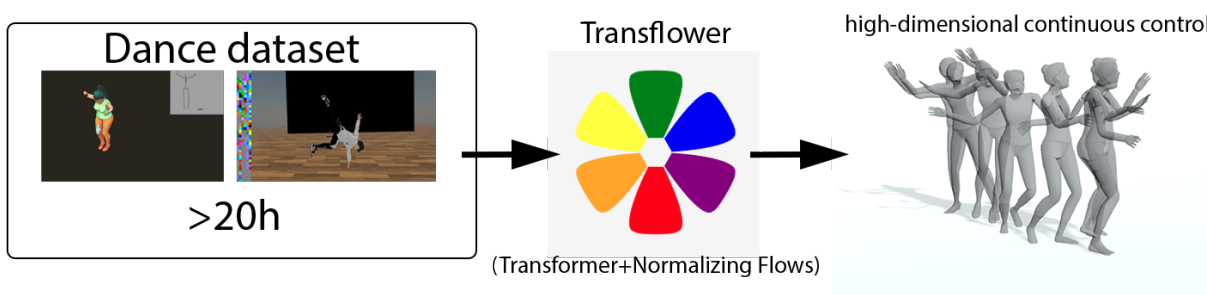 Dance dataset
>20h
Transflower
(Transformer+Normalizing Flows)
high-dimensional continuous control